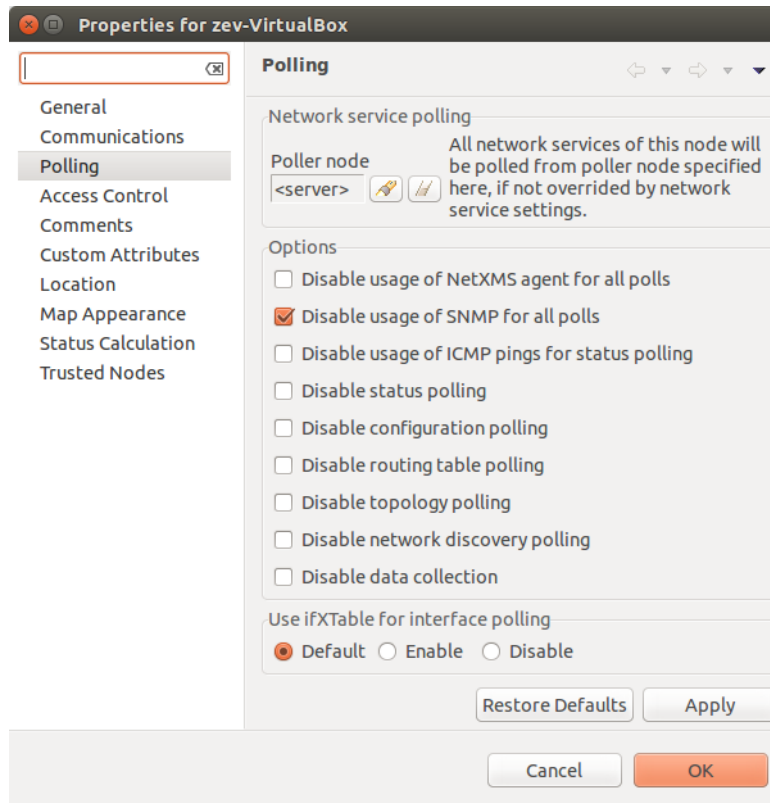 Properties for zev-VirtualBox
General
Communications
Polling
Access Control
Comments
Custom Attributes
Location
Map Appearance
Status Calculation
Trusted Nodes
Polling
Network service polling
Poller node
<server>
All network services of this node will
be polled from poller node specified
here, if not overrided by network
service settings.
Options
Disable usage of NetXMS agent for all polls
Disable usage of SNMP for all polls
Disable usage of ICMP pings for status polling
Disable status polling
Disable configuration polling
Disable routing table polling
Disable topology polling
Disable network discovery polling
Disable data collection
Use ifXTable for interface polling
Default Enable Disable
Restore Defaults Apply
Cancel OK